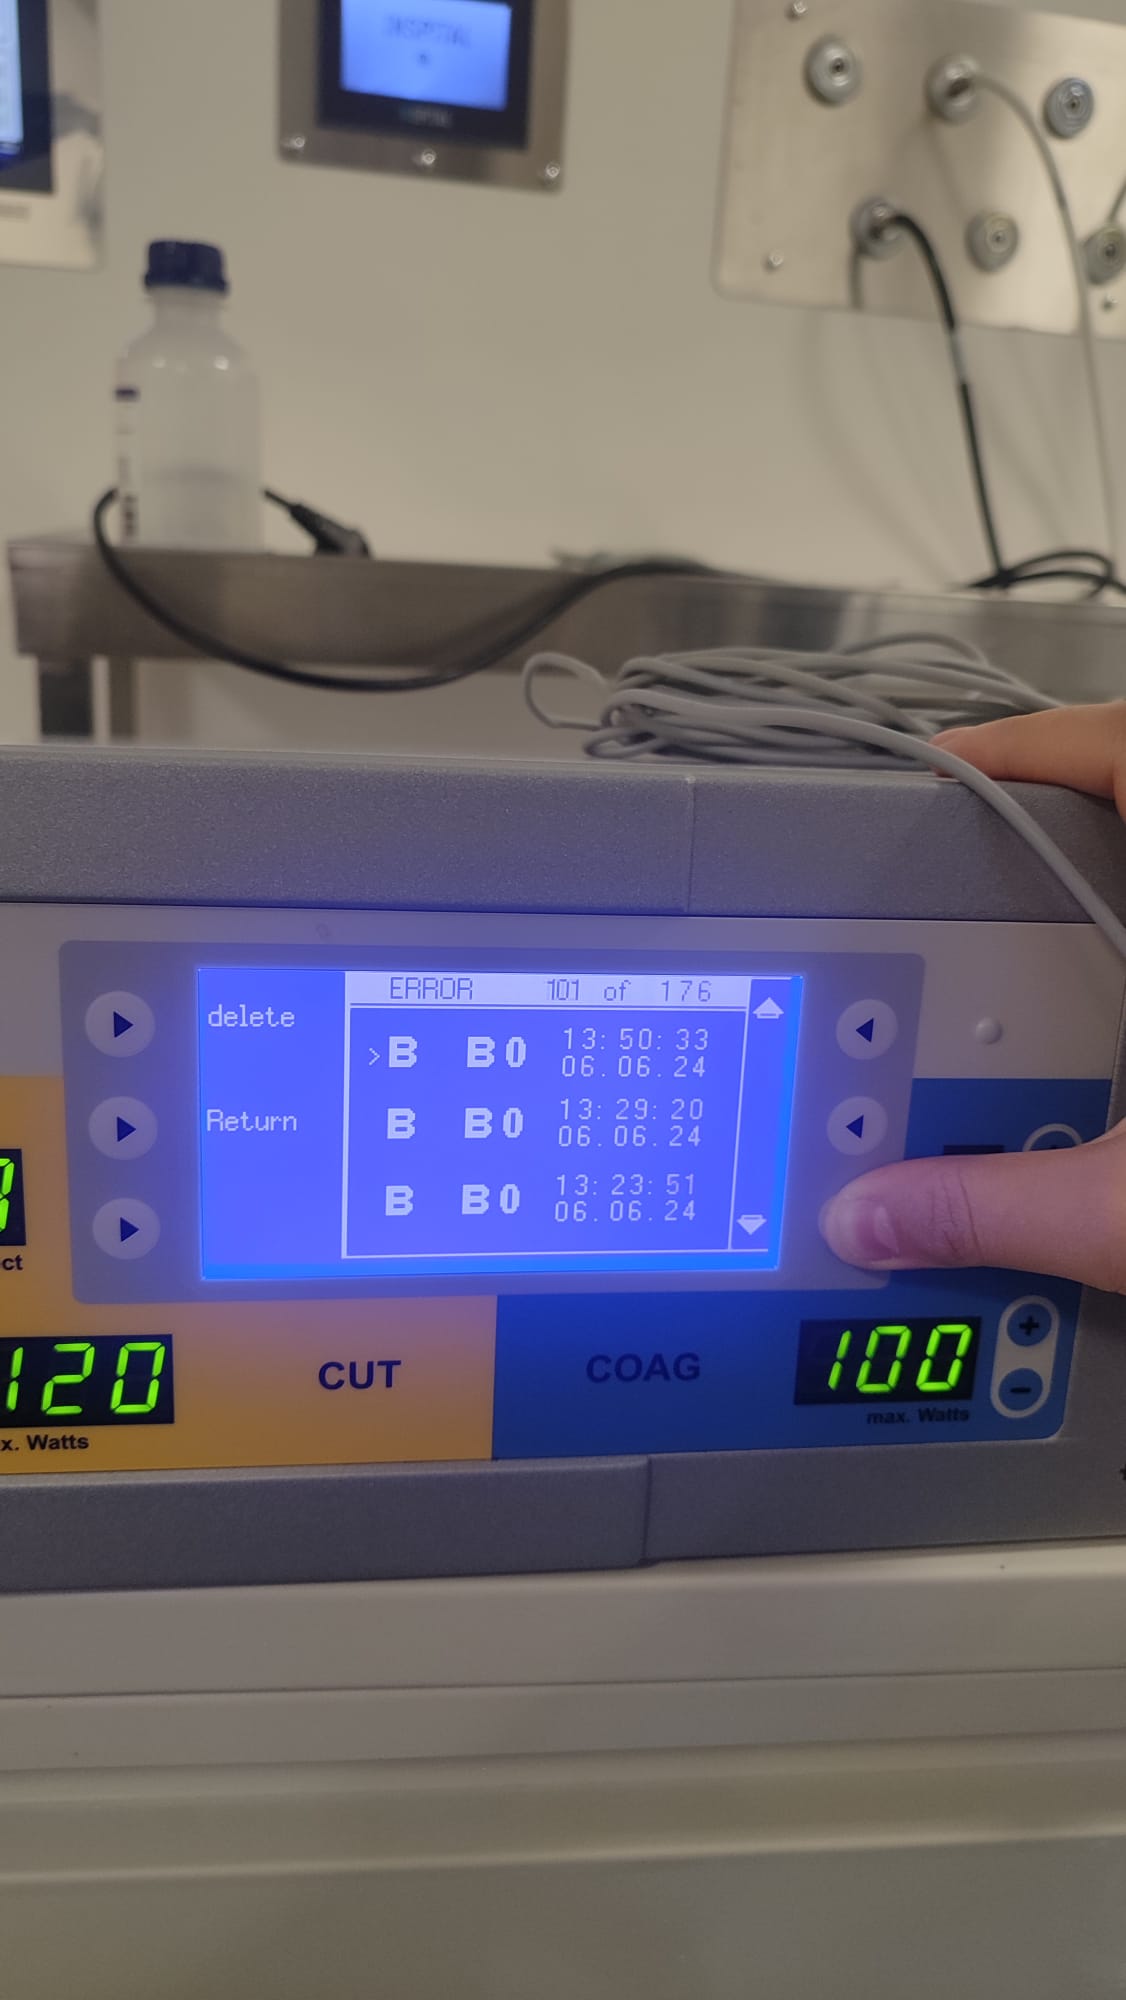 delete
Return
ERROR 101 of 176
>B B0 13:50:33
06.06.24
B B0 13:29:20
06.06.24
B B0 13:23:51
06.06.24
ct
120
x. Watts
CUT
COAG
100
max. Watts
+
-